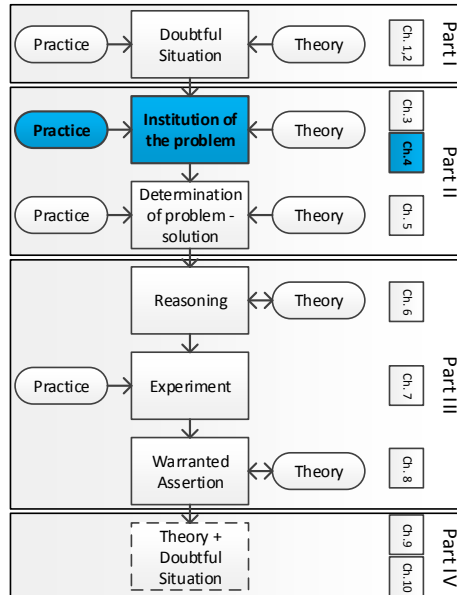 Practice
Doubtful
Situation
Theory
Ch. 1,2
Part I
Practice
Institution of
the problem
Theory
Ch.3
Ch.4
Part II
Practice
Determination
of problem -
solution
Theory
Ch. 5
Reasoning
Theory
Ch. 6
Part III
Practice
Experiment
Ch. 7
Warranted
Assertion
Theory
Ch. 8
Theory +
Doubtful
Situation
Ch.9
Ch.10
Part IV